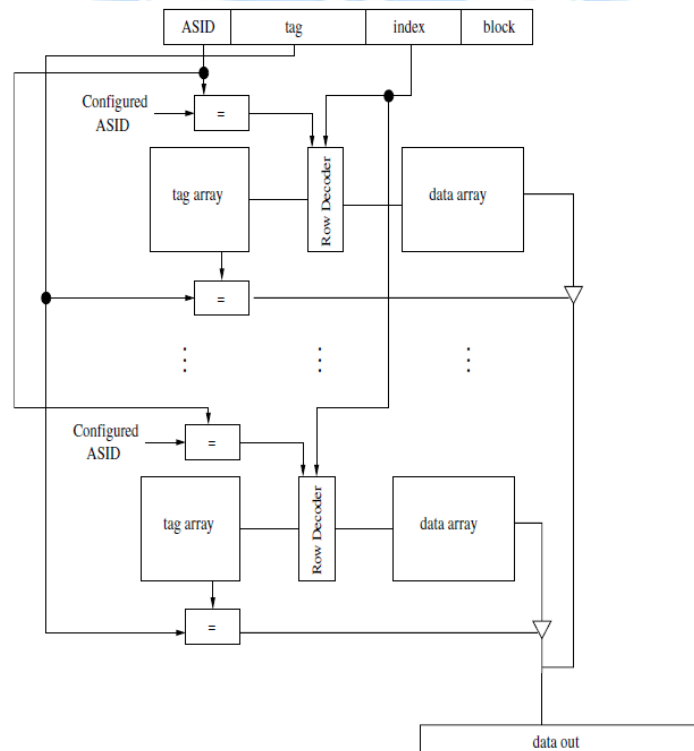 ASID tag index block
Configured
ASID
=
tag array
Row Decoder
data array
=
Configured
ASID
=
tag array
Row Decoder
data array
=
data out